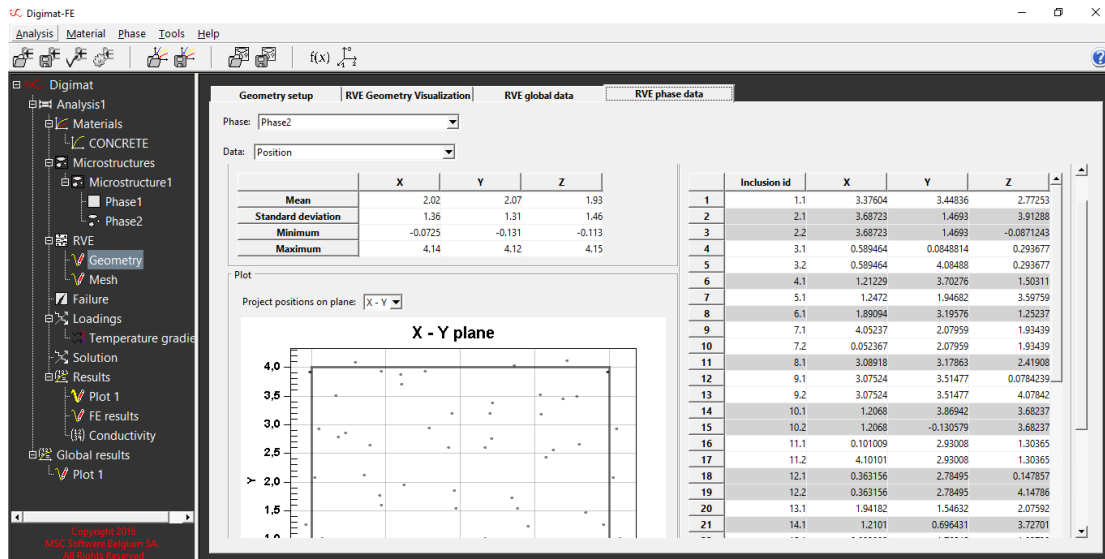 Digimat-FE
Analysis Material Phase Tools Help
f(x)
Digimat
Analysis1
Materials
CONCRETE
Microstructures
Microstructure1
Phase1
Phase2
RVE
Geometry
Mesh
Failure
Loadings
Temperature gradie
Solution
Results
Plot 1
FE results
Conductivity
Global results
Plot 1
Copyright 2016
MSC Software Belgium SA.
All Rights Reserved
Geometry setup RVE Geometry Visualization RVE global data RVE phase data
Phase: Phase2
Data: Position
X Y Z
Mean 2.02 2.07 1.93
Standard deviation 1.36 1.31 1.46
Minimum -0.0725 -0.131 -0.113
Maximum 4.14 4.12 4.15
Plot
Project positions on plane: X - Y
X - Y plane
4,0
3,5
3,0
2,5
2,0
1,5
1,0
Y
Inclusion id X Y Z
1 1.1 3.37604 3.44836 2.77253
2 2.1 3.68723 1.4693 3.91288
3 2.2 3.68723 1.4693 -0.0871243
4 3.1 0.589464 0.0848814 0.293677
5 3.2 0.589464 4.08488 0.293677
6 4.1 1.21229 3.70276 1.50311
7 5.1 1.2472 1.94682 3.59759
8 6.1 1.89094 3.19576 1.25237
9 7.1 4.05237 2.07959 1.93439
10 7.2 0.052367 2.07959 1.93439
11 8.1 3.08918 3.17863 2.41908
12 9.1 3.07524 3.51477 0.0784239
13 9.2 3.07524 3.51477 4.07842
14 10.1 1.2068 3.86942 3.68237
15 10.2 1.2068 -0.130579 3.68237
16 11.1 0.101009 2.93008 1.30365
17 11.2 4.10101 2.93008 1.30365
18 12.1 0.363156 2.78495 0.147857
19 12.2 0.363156 2.78495 4.14786
20 13.1 1.94182 1.54632 2.07592
21 14.1 1.2101 0.696431 3.72701